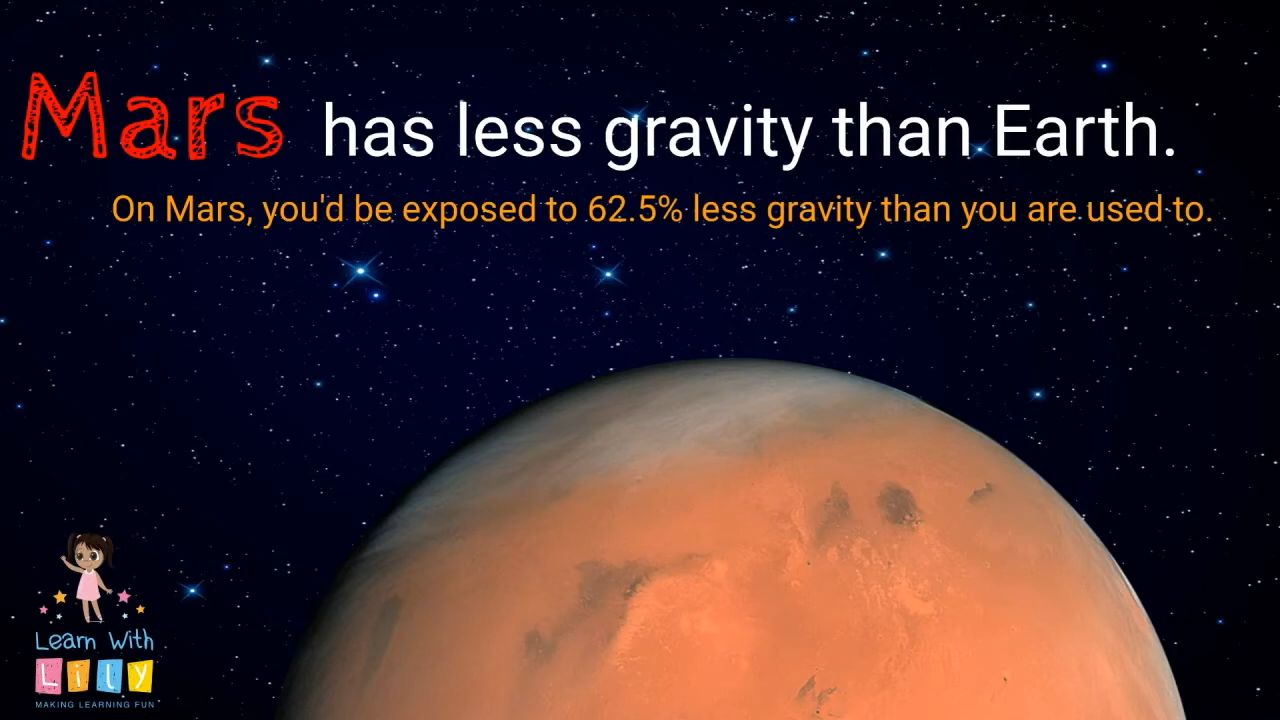 Mars has less gravity than Earth.
On Mars, you'd be exposed to 62.5% less gravity than you are used to.
Learn With
Lily
MAKING LEARNING FUN